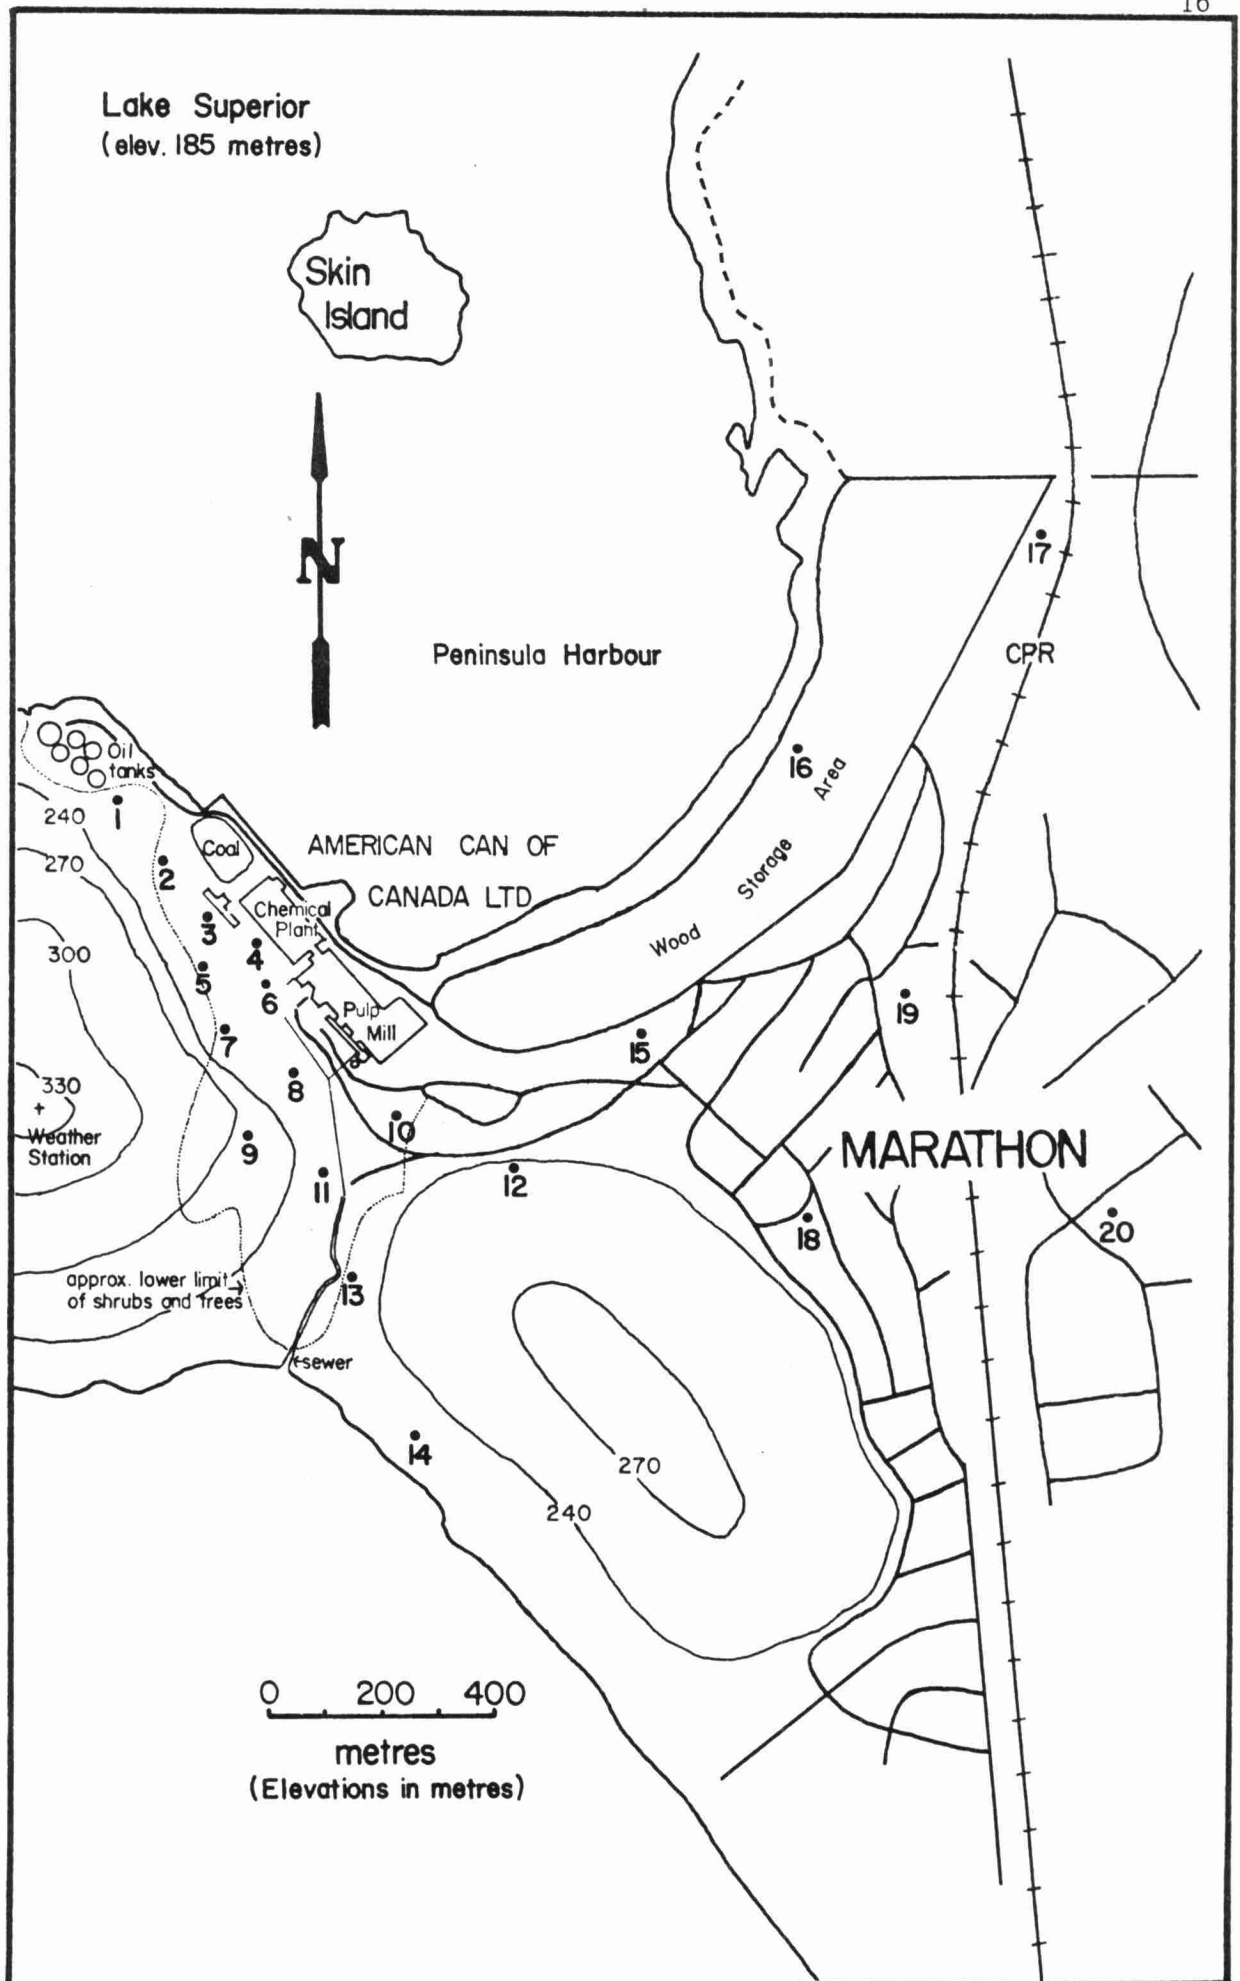 16
Lake Superior
(elev. 185 metres)
Skin
Island
N
17
Peninsula Harbour
CPR
Oil
tanks
16
Area
1
240
AMERICAN CAN OF
Coal
270
2
Storage
CANADA LTD
Chemical
Plant
3
Wood
4
300
5
6
19
Pulp
Mill
7
15
8
330
+
10
Weather
Station
9
MARATHON
11
12
20
18
approx. lower limit
of shrubs and trees
13
sewer
14
270
240
0 200 400
metres
(Elevations in metres)